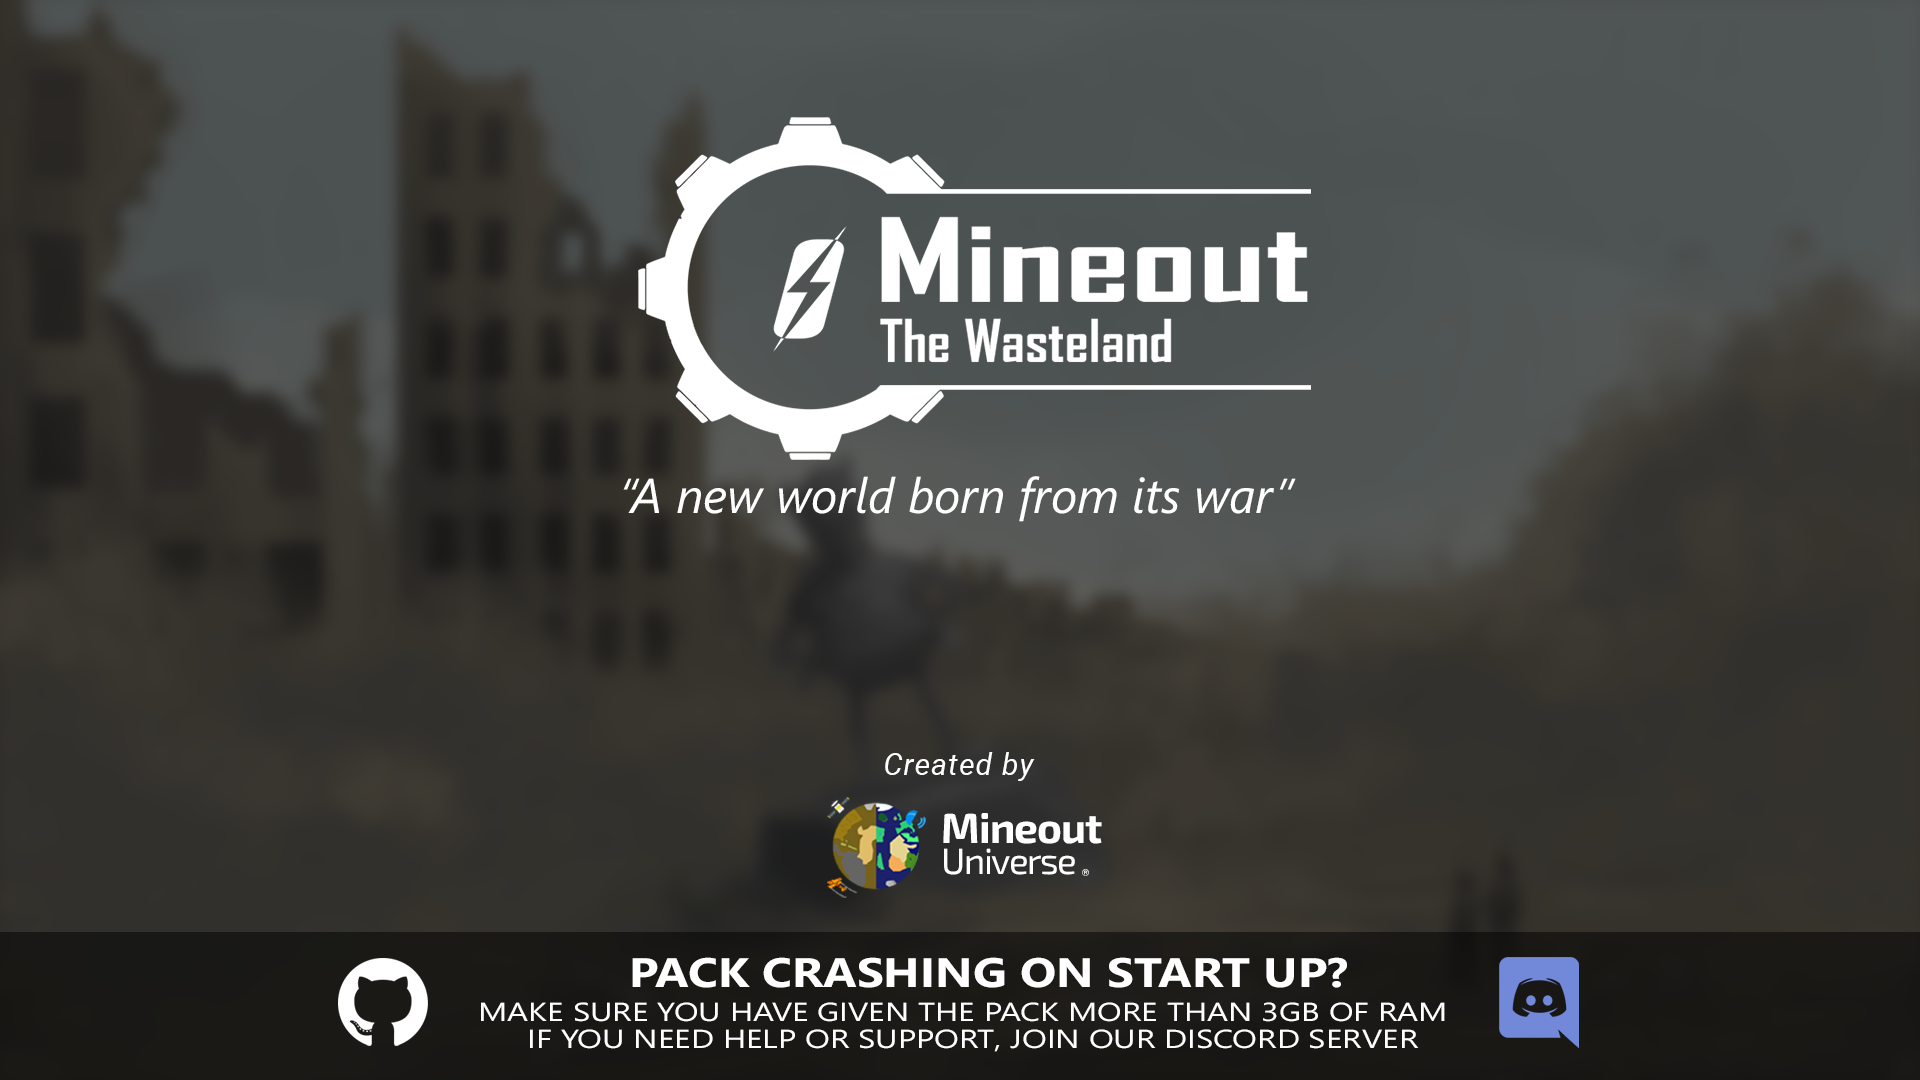 Mineout
The Wasteland
“A new world born from its war”
Created by
Mineout
Universe ®
PACK CRASHING ON START UP?
MAKE SURE YOU HAVE GIVEN THE PACK MORE THAN 3GB OF RAM
IF YOU NEED HELP OR SUPPORT, JOIN OUR DISCORD SERVER